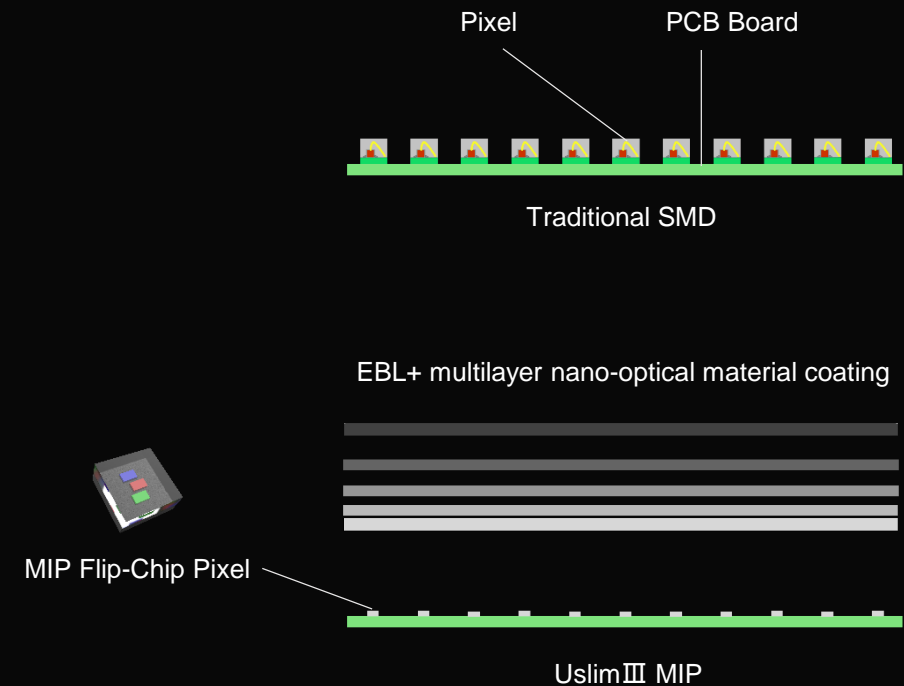 Pixel
PCB Board
Traditional SMD
EBL+ multilayer nano-optical material coating
MIP Flip-Chip Pixel
UslimⅢ MIP